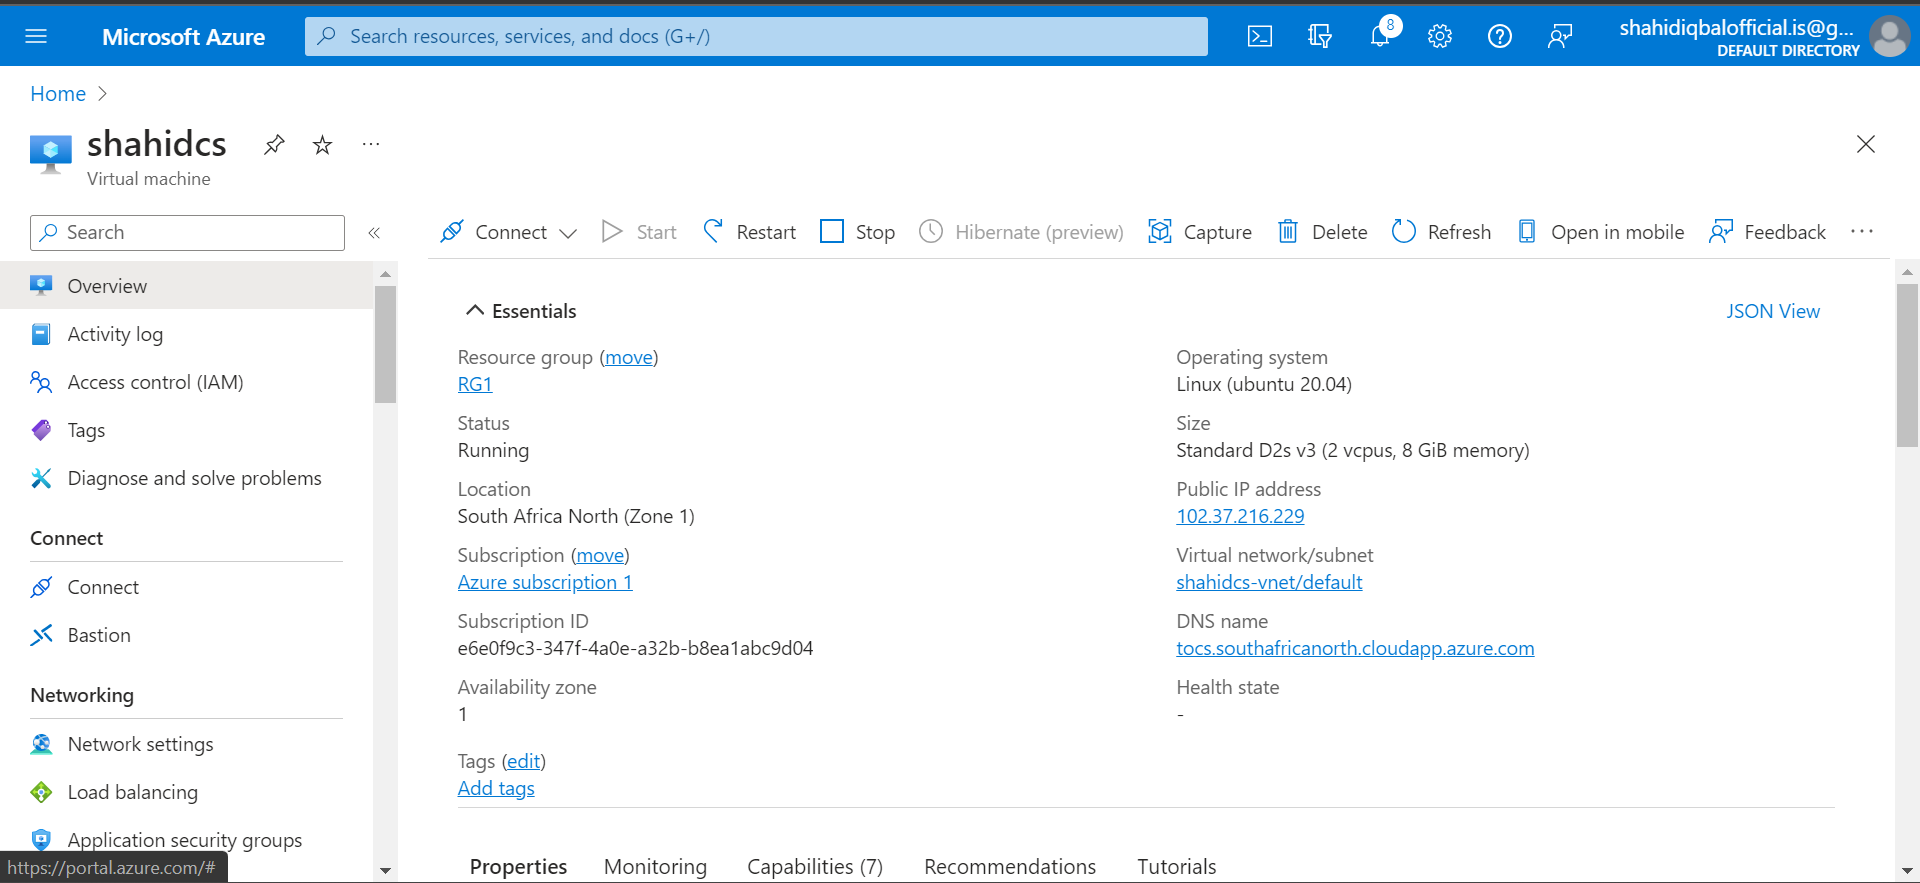 Microsoft Azure
Search resources, services, and docs (G+/)
8
shahidiqbalofficial.is@g...
DEFAULT DIRECTORY
Home
shahidcs
...
Virtual machine
Search
«
Connect
Start
Restart
Stop
Hibernate (preview)
Capture
Delete
Refresh
Open in mobile
Feedback
...
Overview
Activity log
Access control (IAM)
Tags
Diagnose and solve problems
Connect
Connect
Bastion
Networking
Network settings
Load balancing
Application security groups
https://portal.azure.com/#
Essentials
JSON View
Resource group (move)
RG1
Status
Running
Location
South Africa North (Zone 1)
Subscription (move)
Azure subscription 1
Subscription ID
e6e0f9c3-347f-4a0e-a32b-b8ea1abc9d04
Availability zone
1
Tags (edit)
Add tags
Operating system
Linux (ubuntu 20.04)
Size
Standard D2s v3 (2 vcpus, 8 GiB memory)
Public IP address
102.37.216.229
Virtual network/subnet
shahidcs-vnet/default
DNS name
tocs.southafricanorth.cloudapp.azure.com
Health state
-
Properties
Monitoring
Capabilities (7)
Recommendations
Tutorials